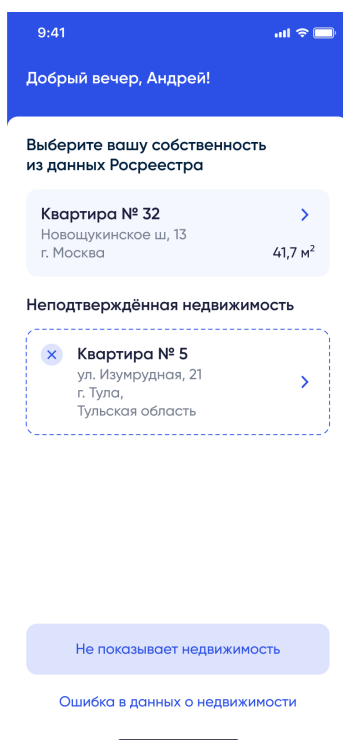 9:41
Добрый вечер, Андрей!
Выберите вашу собственность
из данных Росреестра
Квартира № 32
Новощукинское ш, 13
г. Москва
41,7 м²
Неподтверждённая недвижимость
Квартира № 5
ул. Изумрудная, 21
г. Тула,
Тульская область
Не показывает недвижимость
Ошибка в данных о недвижимости